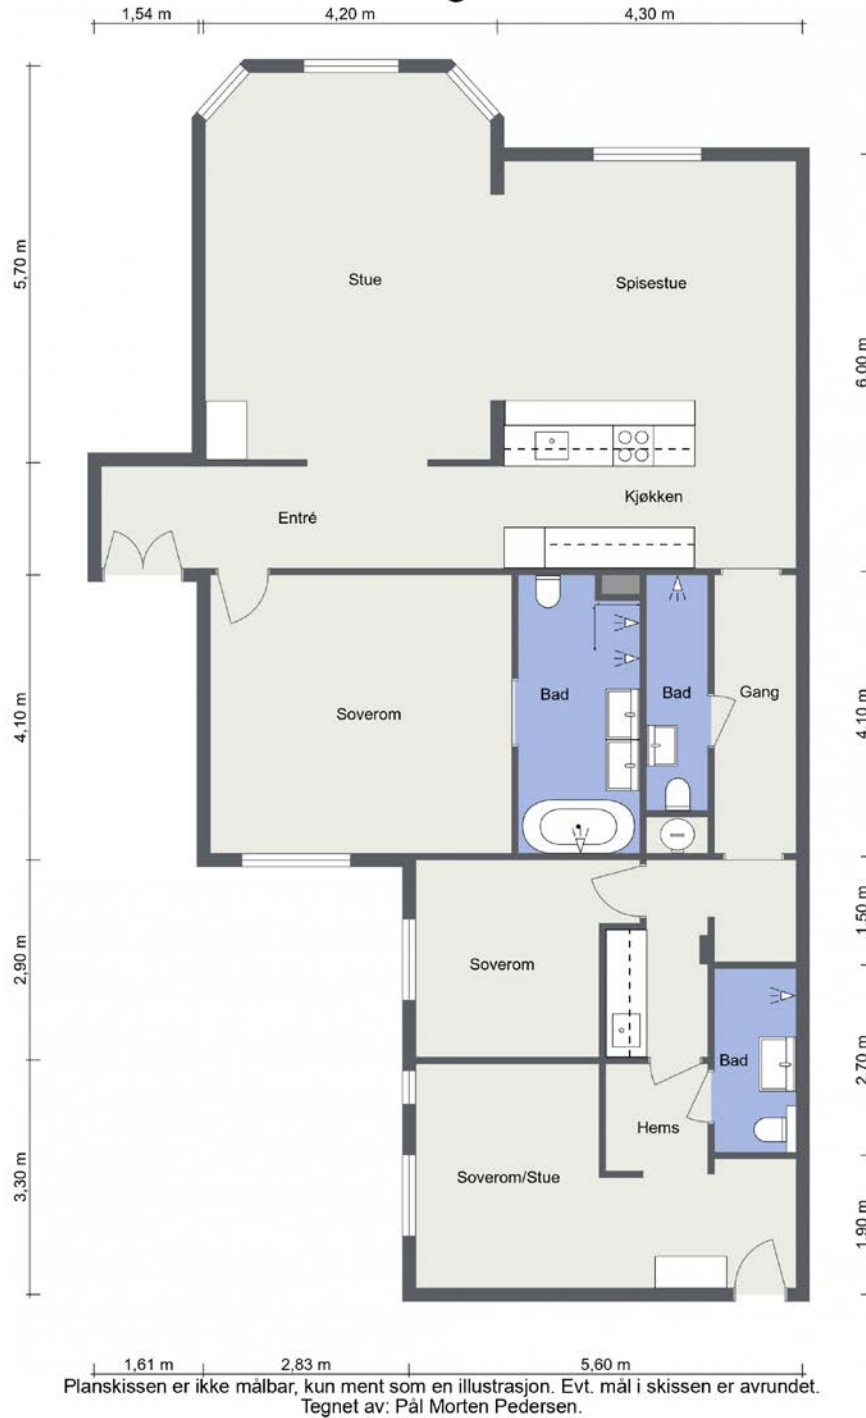 1,54 m 4,20 m 4,30 m
5,70 m
Stue
Spisestue
6,00 m
Kjøkken
Entré
4,10 m
Soverom
Bad
Bad
Gang
4,10 m
2,90 m
Soverom
1,50 m
Bad
2,70 m
Hems
3,30 m
Soverom/Stue
1,90 m
1,61 m 2,83 m 5,60 m
Planskissen er ikke målbar, kun ment som en illustrasjon. Evt. mål i skissen er avrundet.
Tegnet av: Pål Morten Pedersen.